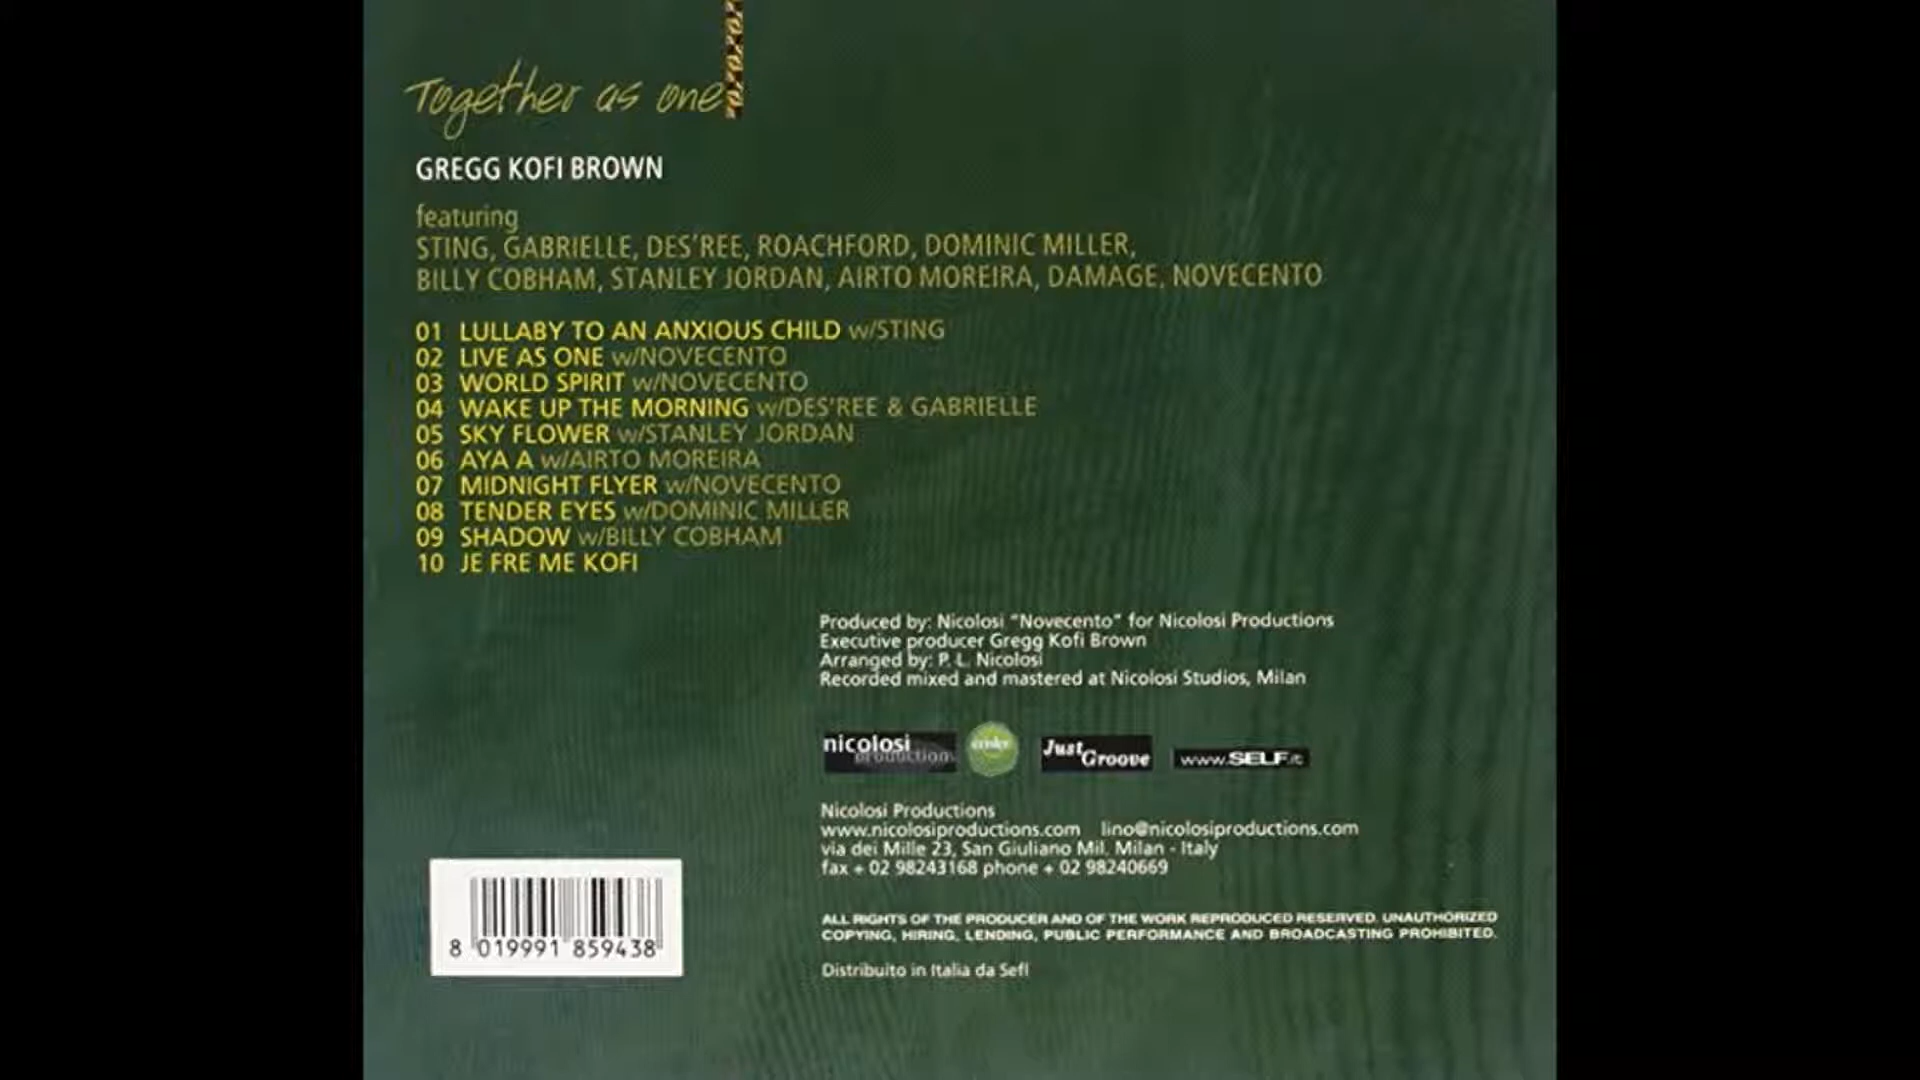 Together as one
GREGG KOFI BROWN
featuring
STING, GABRIELLE, DES'REE, ROACHFORD, DOMINIC MILLER,
BILLY COBHAM, STANLEY JORDAN, AIRTO MOREIRA, DAMAGE, NOVECENTO
01 LULLABY TO AN ANXIOUS CHILD w/STING
02 LIVE AS ONE w/NOVECENTO
03 WORLD SPIRIT w/NOVECENTO
04 WAKE UP THE MORNING w/DES'REE & GABRIELLE
05 SKY FLOWER w/STANLEY JORDAN
06 AYA A w/AIRTO MOREIRA
07 MIDNIGHT FLYER w/NOVECENTO
08 TENDER EYES w/DOMINIC MILLER
09 SHADOW w/BILLY COBHAM
10 JE FRE ME KOFI
Produced by: Nicolosi "Novecento" for Nicolosi Productions
Executive producer Gregg Kofi Brown
Arranged by: P. L. Nicolosi
Recorded mixed and mastered at Nicolosi Studios, Milan
nicolosi productions
Just Groove
www.SELF.it
Nicolosi Productions
www.nicolosiproductions.com lino@nicolosiproductions.com
via dei Mille 23, San Giuliano Mil. Milan - Italy
fax + 02 98243168 phone + 02 98240669
ALL RIGHTS OF THE PRODUCER AND OF THE WORK REPRODUCED RESERVED. UNAUTHORIZED
COPYING, HIRING, LENDING, PUBLIC PERFORMANCE AND BROADCASTING PROHIBITED.
Distribuito in Italia da Sefl
8 019991 859438